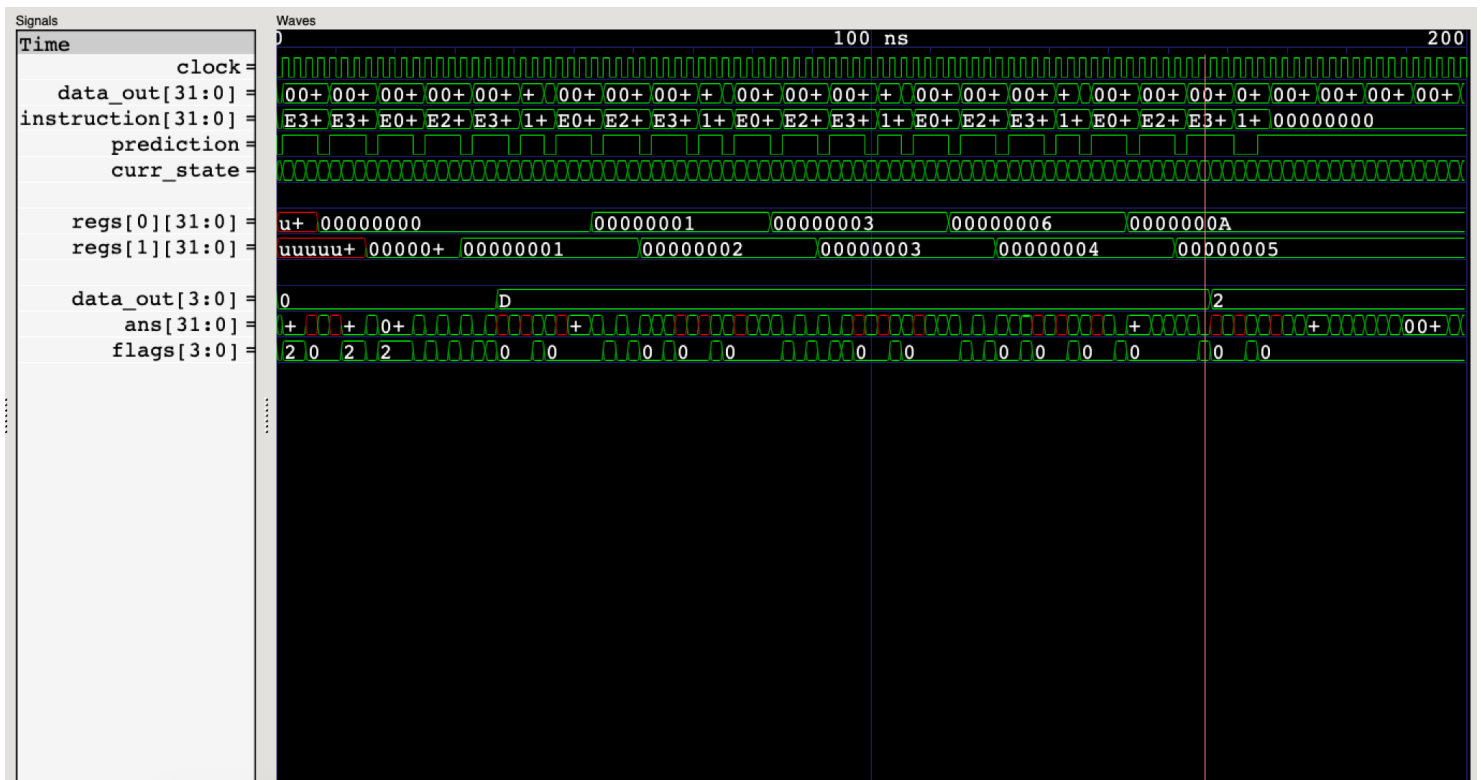 Signals Waves
Time 0 100 ns 200
clock =
data_out[31:0] = 00+ 00+ 00+ 00+ 00+ + 00+ 00+ 00+ + 00+ 00+ 00+ + 00+ 00+ 00+ + 00+ 00+ 00+ 0+ 00+ 00+ 00+ 00+
instruction[31:0] = E3+ E3+ E0+ E2+ E3+ 1+ E0+ E2+ E3+ 1+ E0+ E2+ E3+ 1+ E0+ E2+ E3+ 1+ E0+ E2+ E3+ 1+ 00000000
prediction =
curr_state =
regs[0][31:0] = u+ 00000000 00000001 00000003 00000006 0000000A
regs[1][31:0] = uuuuu+ 00000+ 00000001 00000002 00000003 00000004 00000005
data_out[3:0] = 0 D 2
ans[31:0] = + + 0+ + + + 00+
flags[3:0] = 2 0 2 2 0 0 0 0 0 0 0 0 0 0 0 0 0